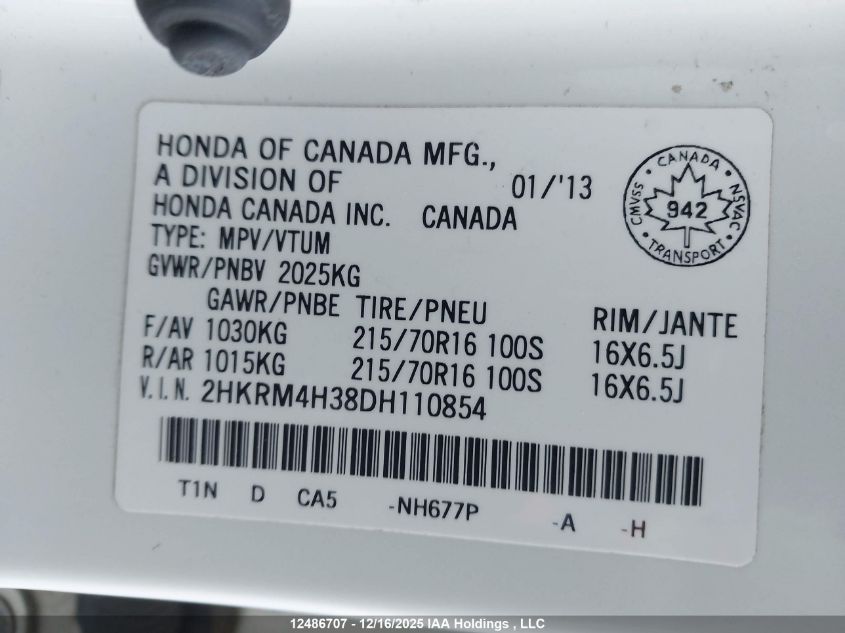 HONDA OF CANADA MFG.,
A DIVISION OF 01/'13
HONDA CANADA INC. CANADA
TYPE: MPV/VTUM
GVWR/PNBV 2025KG
GAWR/PNBE TIRE/PNEU RIM/JANTE
F/AV 1030KG 215/70R16 100S 16X6.5J
R/AR 1015KG 215/70R16 100S 16X6.5J
V.I.N. 2HKRM4H38DH110854
T1N D CA5 -NH677P -A -H
CANADA
CMVSS 942 NSVAC
TRANSPORT
12486707 - 12/16/2025 IAA Holdings , LLC